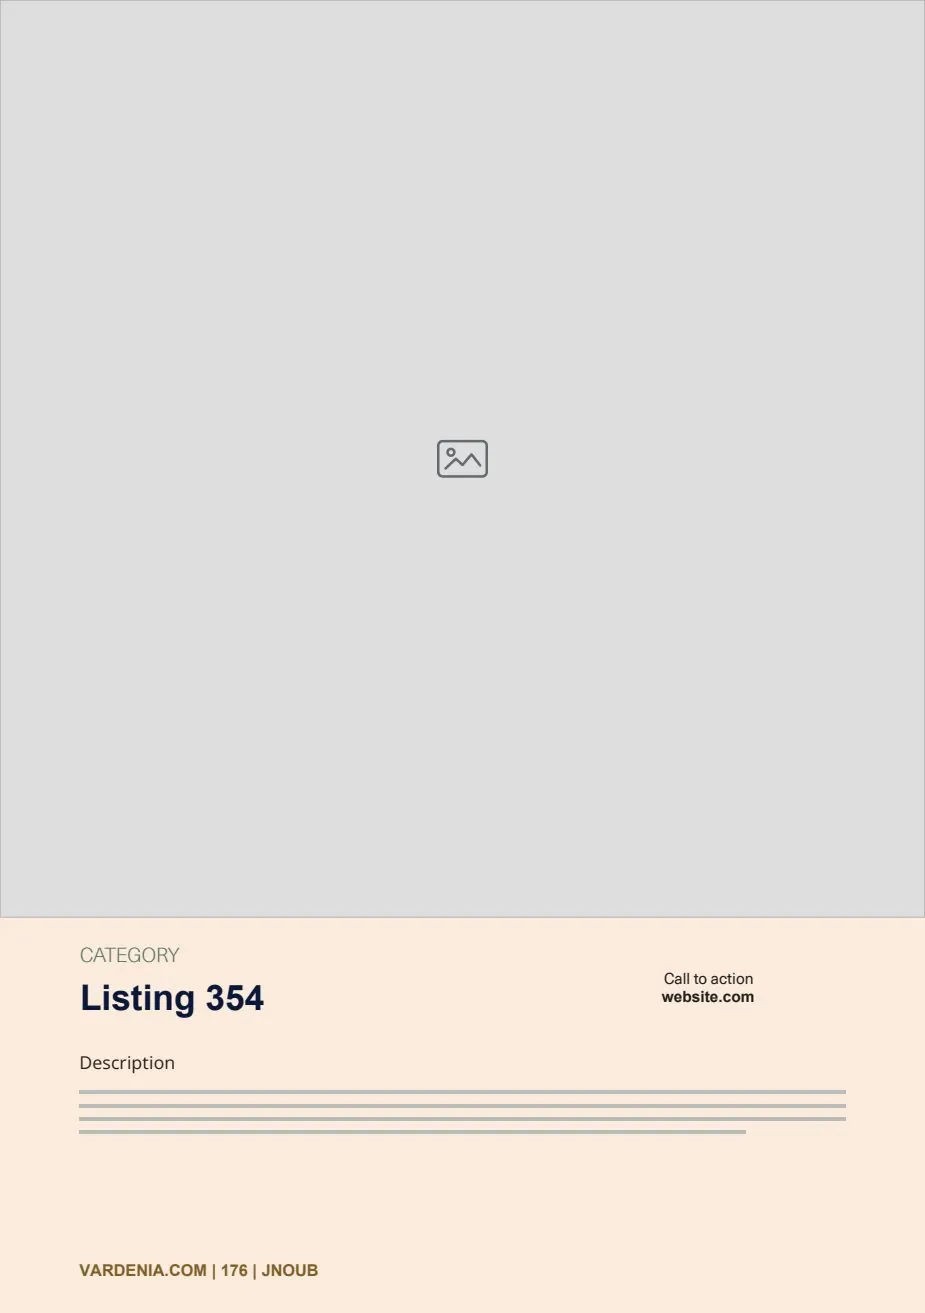 CATEGORY
Listing 354
Call to action
website.com
Description
VARDENIA.COM | 176 | JNOUB